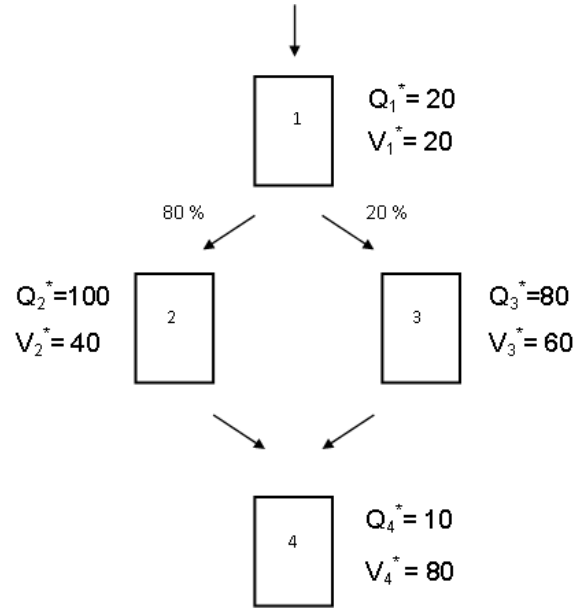 1
Q₁*= 20
V₁*= 20
80 %
20 %
Q₂*=100
V₂*= 40
2
3
Q₃*=80
V₃*= 60
4
Q₄*= 10
V₄*= 80